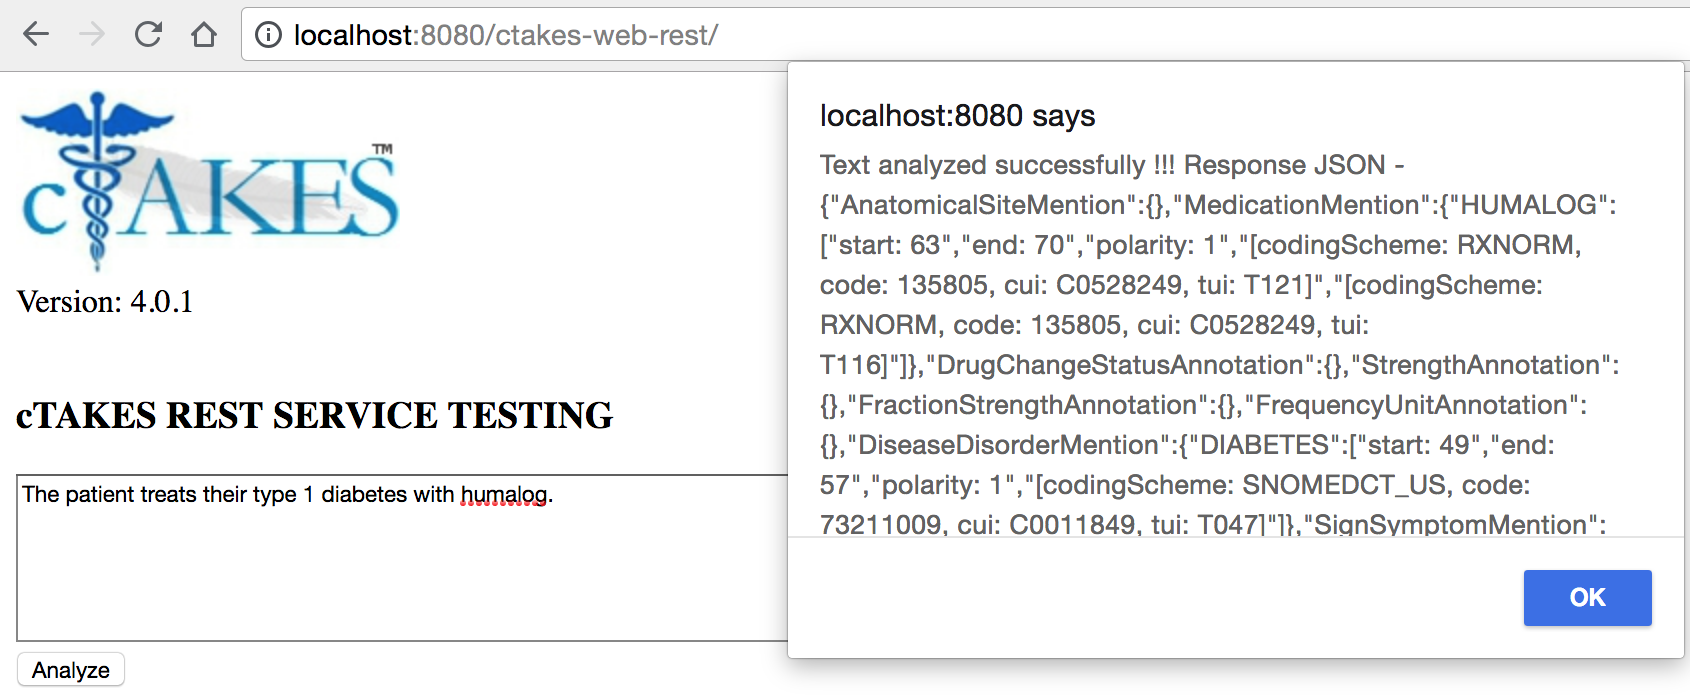 localhost:8080/ctakes-web-rest/
cTAKES™
Version: 4.0.1
cTAKES REST SERVICE TESTING
The patient treats their type 1 diabetes with humalog.
Analyze
localhost:8080 says
Text analyzed successfully !!! Response JSON -
{"AnatomicalSiteMention":{},"MedicationMention":{"HUMALOG":
["start: 63","end: 70","polarity: 1","[codingScheme: RXNORM,
code: 135805, cui: C0528249, tui: T121]","[codingScheme:
RXNORM, code: 135805, cui: C0528249, tui:
T116]"]},"DrugChangeStatusAnnotation":{},"StrengthAnnotation":
{},"FractionStrengthAnnotation":{},"FrequencyUnitAnnotation":
{},"DiseaseDisorderMention":{"DIABETES":["start: 49","end:
57","polarity: 1","[codingScheme: SNOMEDCT_US, code:
73211009, cui: C0011849, tui: T047]"]},"SignSymptomMention":
OK